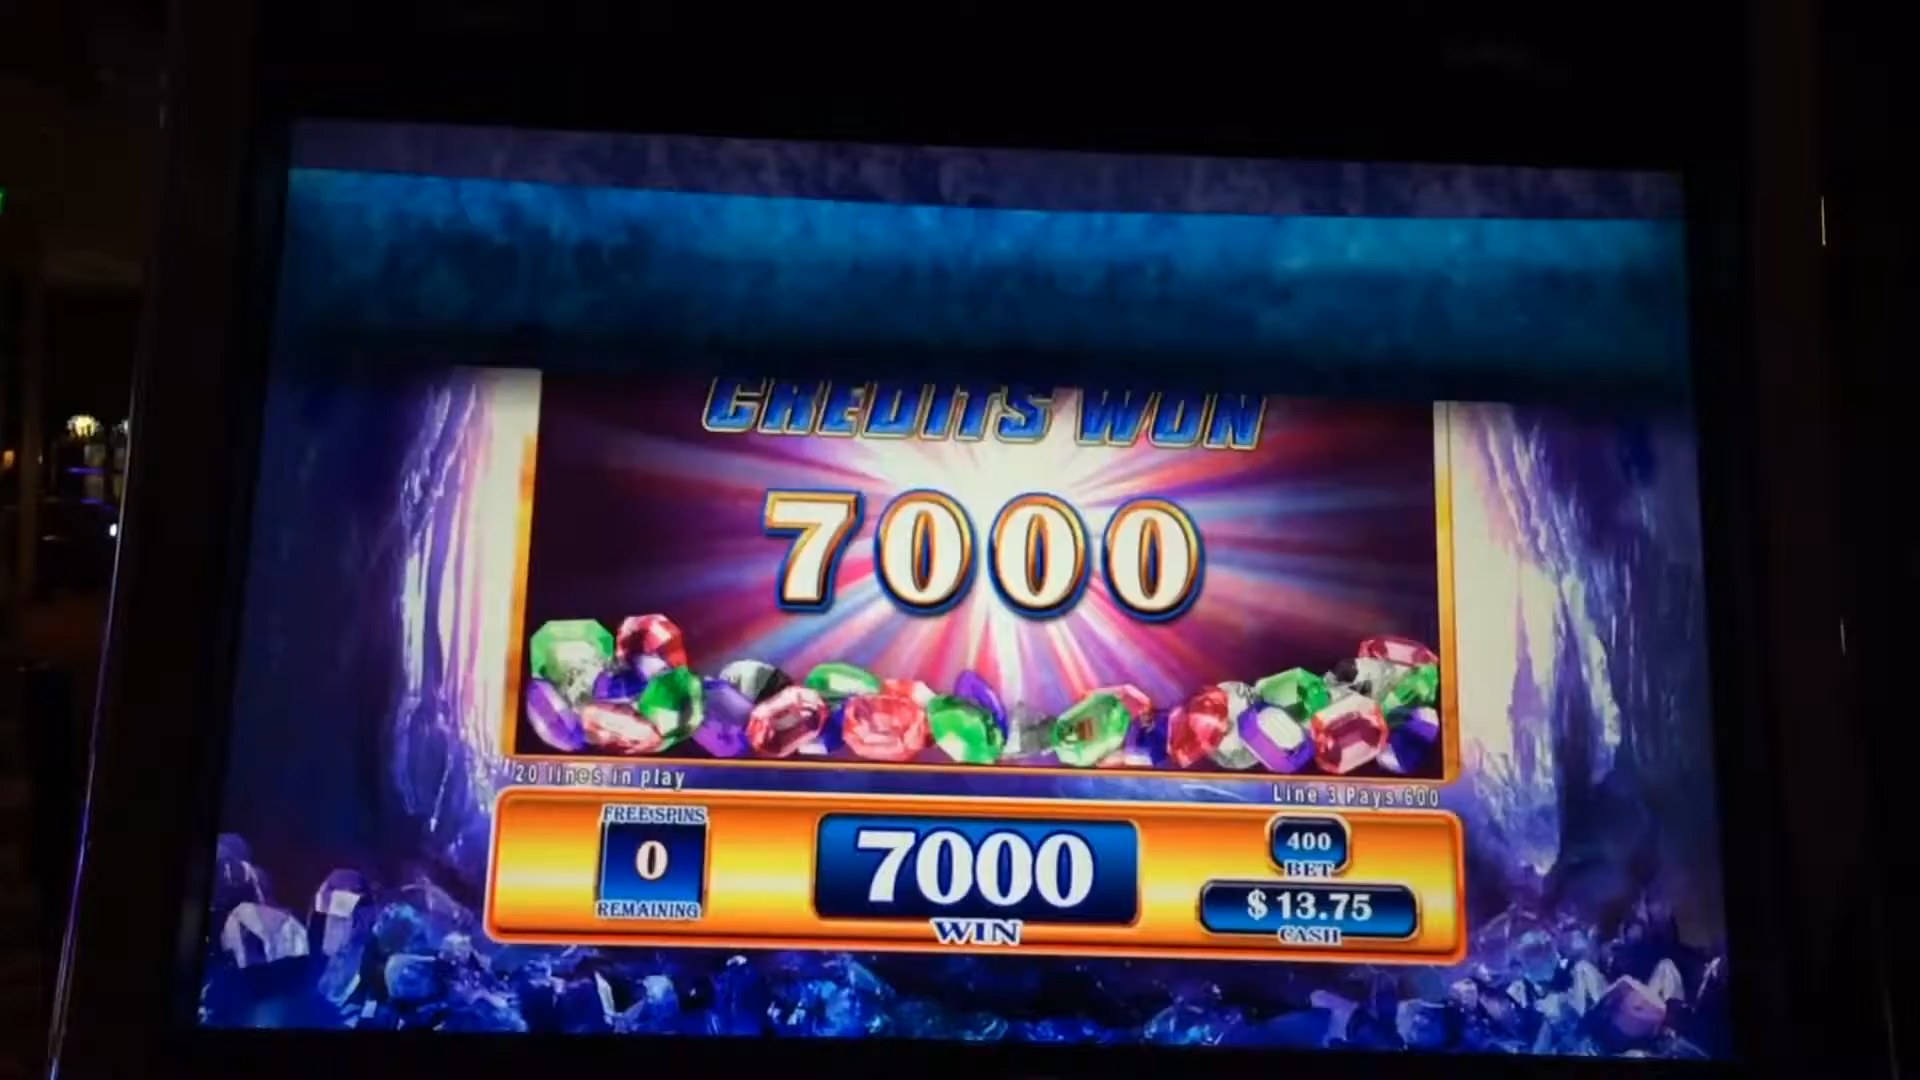 CREDITS WON
7000
20 lines in play
Line 3 Pays 600
FREE SPINS
0
REMAINING
7000
WIN
400
BET
$13.75
CASH